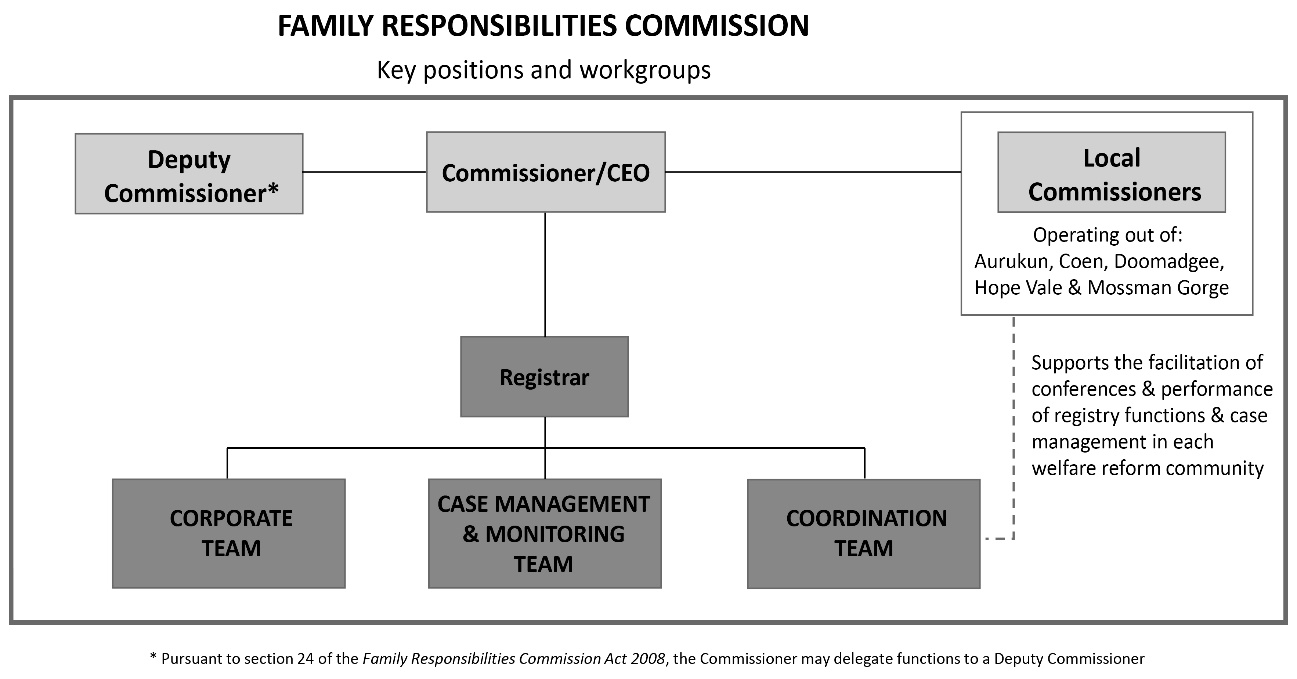 FAMILY RESPONSIBILITIES COMMISSION
Key positions and workgroups
Deputy
Commissioner*
Commissioner/CEO
Local
Commissioners
Operating out of:
Aurukun, Coen, Doomadgee,
Hope Vale & Mossman Gorge
Registrar
Supports the facilitation of
conferences & performance
of registry functions & case
management in each
welfare reform community
CORPORATE
TEAM
CASE MANAGEMENT
& MONITORING
TEAM
COORDINATION
TEAM
* Pursuant to section 24 of the Family Responsibilities Commission Act 2008, the Commissioner may delegate functions to a Deputy Commissioner